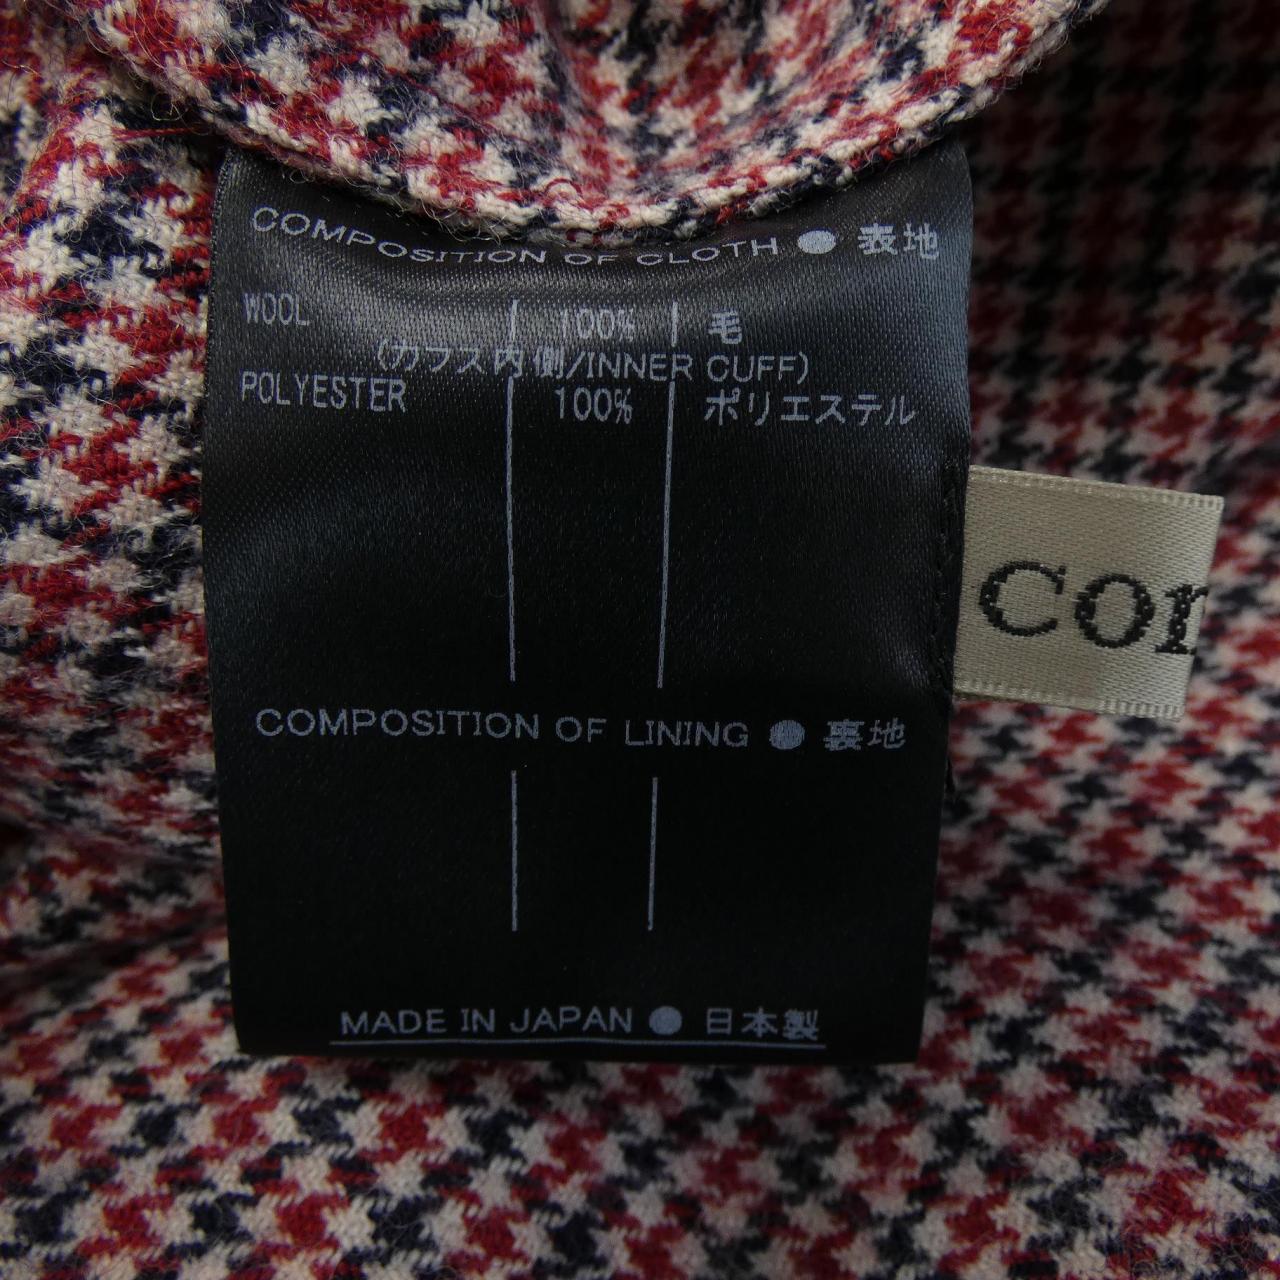 COMPOSITION OF CLOTH ● 表地
WOOL | 100% | 毛
(カフス内側/INNER CUFF)
POLYESTER 100% ポリエステル
COMPOSITION OF LINING ● 裏地
MADE IN JAPAN ● 日本製